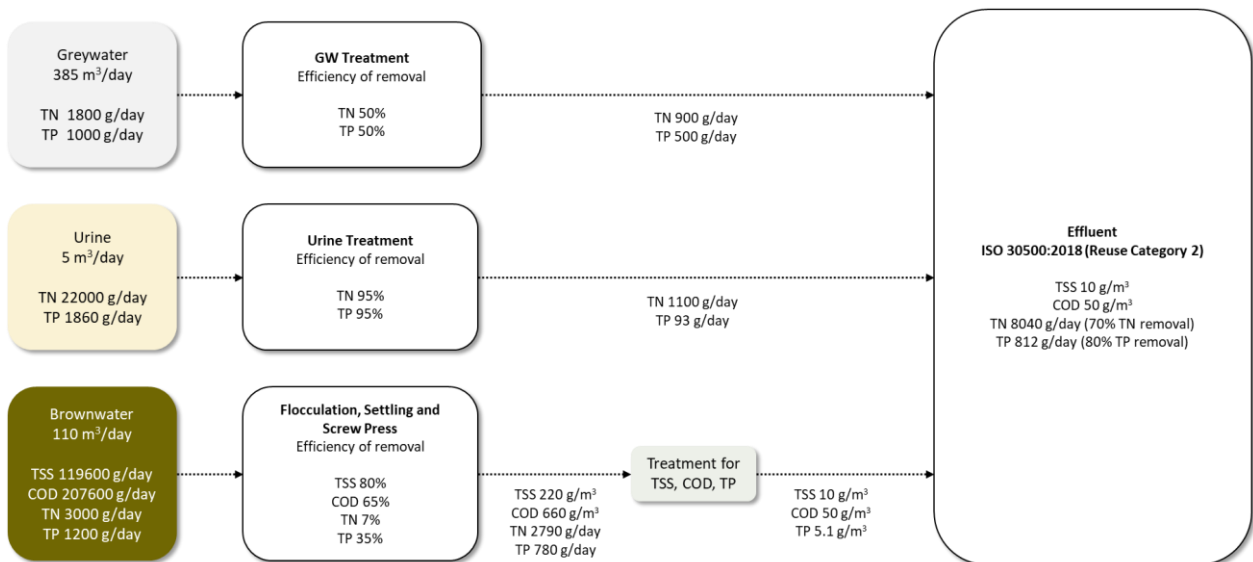 Greywater
385 m³/day
TN 1800 g/day
TP 1000 g/day
GW Treatment
Efficiency of removal
TN 50%
TP 50%
TN 900 g/day
TP 500 g/day
Urine
5 m³/day
TN 22000 g/day
TP 1860 g/day
Urine Treatment
Efficiency of removal
TN 95%
TP 95%
TN 1100 g/day
TP 93 g/day
Brownwater
110 m³/day
TSS 119600 g/day
COD 207600 g/day
TN 3000 g/day
TP 1200 g/day
Flocculation, Settling and
Screw Press
Efficiency of removal
TSS 80%
COD 65%
TN 7%
TP 35%
TSS 220 g/m³
COD 660 g/m³
TN 2790 g/day
TP 780 g/day
Treatment for
TSS, COD, TP
TSS 10 g/m³
COD 50 g/m³
TP 5.1 g/m³
Effluent
ISO 30500:2018 (Reuse Category 2)
TSS 10 g/m³
COD 50 g/m³
TN 8040 g/day (70% TN removal)
TP 812 g/day (80% TP removal)